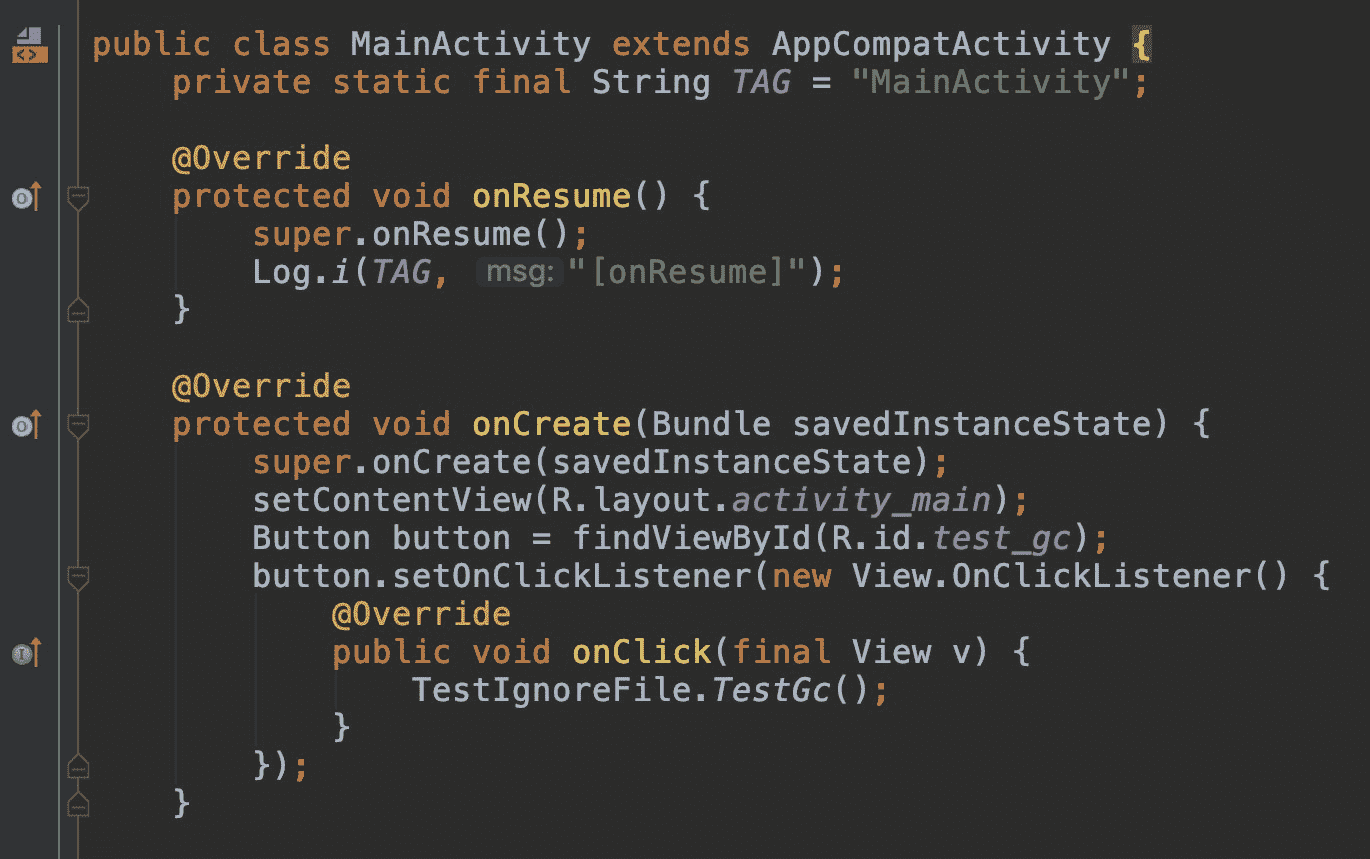 public class MainActivity extends AppCompatActivity {
    private static final String TAG = "MainActivity";

    @Override
    protected void onResume() {
        super.onResume();
        Log.i(TAG, msg: "[onResume]");
    }

    @Override
    protected void onCreate(Bundle savedInstanceState) {
        super.onCreate(savedInstanceState);
        setContentView(R.layout.activity_main);
        Button button = findViewById(R.id.test_gc);
        button.setOnClickListener(new View.OnClickListener() {
            @Override
            public void onClick(final View v) {
                TestIgnoreFile.TestGc();
            }
        });
    }